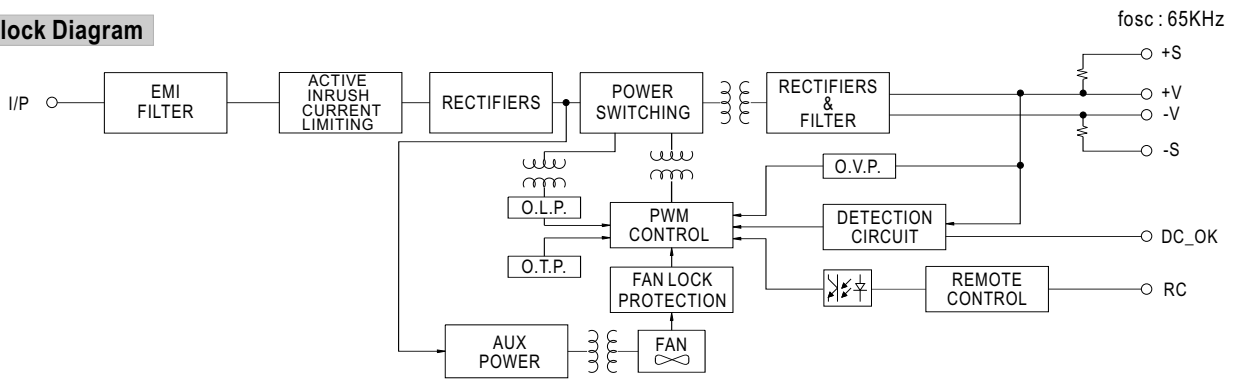 lock Diagram
fosc : 65KHz
I/P
EMI
FILTER
ACTIVE
INRUSH
CURRENT
LIMITING
RECTIFIERS
POWER
SWITCHING
RECTIFIERS
&
FILTER
+S
+V
-V
-S
O.V.P.
O.L.P.
PWM
CONTROL
DETECTION
CIRCUIT
DC_OK
O.T.P.
FAN LOCK
PROTECTION
REMOTE
CONTROL
RC
AUX
POWER
FAN